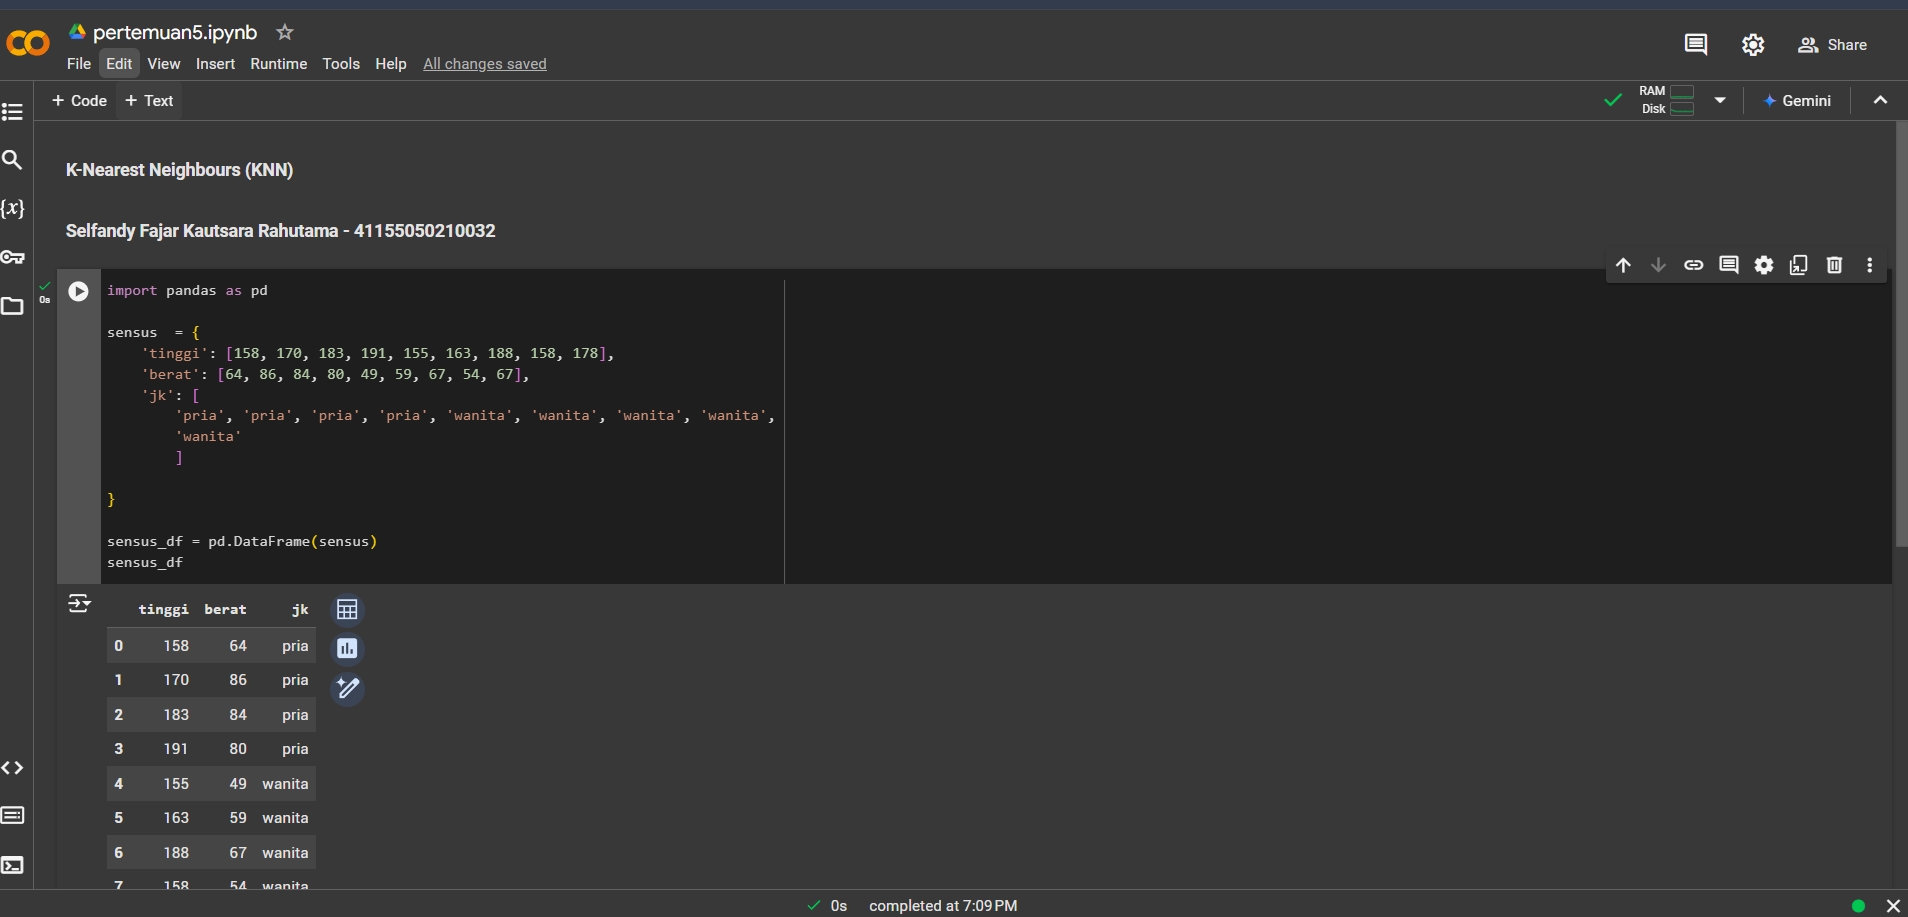 pertemuan5.ipynb
File Edit View Insert Runtime Tools Help All changes saved
Share
+ Code + Text
RAM
Disk
Gemini
{x}
K-Nearest Neighbours (KNN)
Selfandy Fajar Kautsara Rahutama - 41155050210032
0s
import pandas as pd
sensus  = {
    'tinggi': [158, 170, 183, 191, 155, 163, 188, 158, 178],
    'berat': [64, 86, 84, 80, 49, 59, 67, 54, 67],
    'jk': [
        'pria', 'pria', 'pria', 'pria', 'wanita', 'wanita', 'wanita', 'wanita',
        'wanita'
        ]
}
sensus_df = pd.DataFrame(sensus)
sensus_df
tinggi berat jk
0 158 64 pria
1 170 86 pria
2 183 84 pria
3 191 80 pria
4 155 49 wanita
5 163 59 wanita
6 188 67 wanita
7 158 54 wanita
0s completed at 7:09 PM